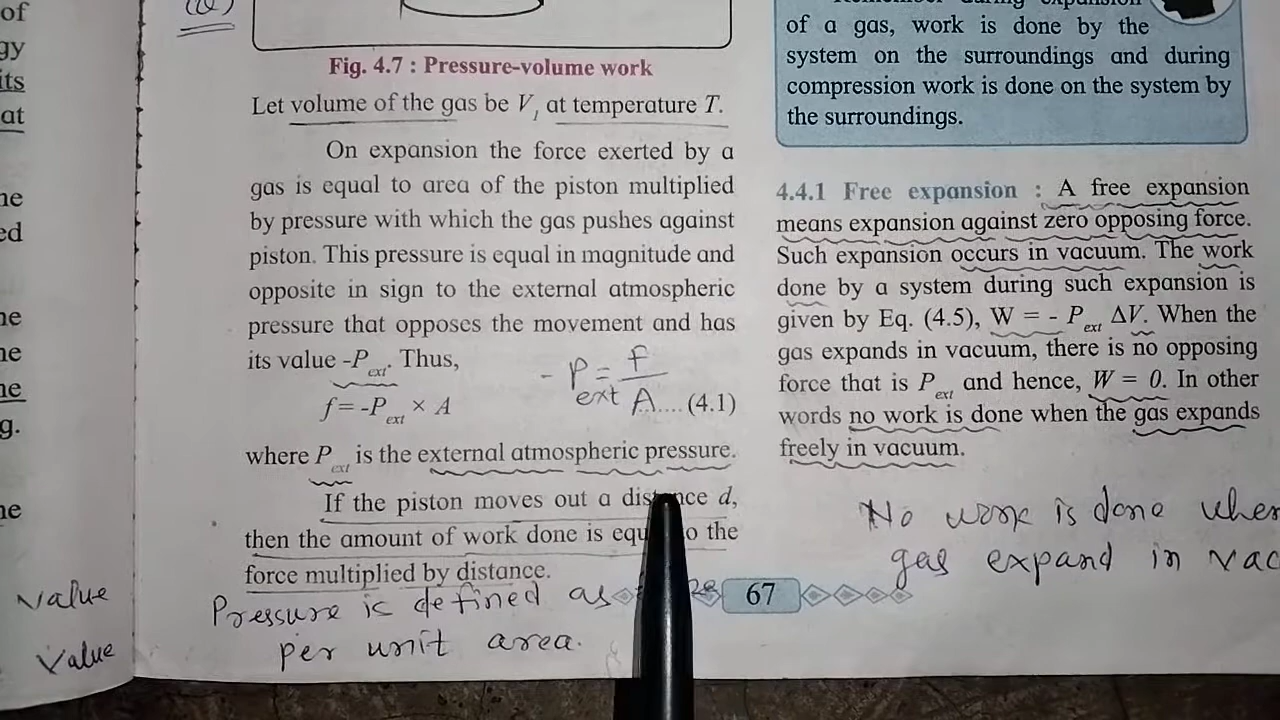 of
gy
its
at
ne
ed
ne
ne
ne
g.
ne
value
value
Fig. 4.7 : Pressure-volume work
Let volume of the gas be V1 at temperature T.
On expansion the force exerted by a
gas is equal to area of the piston multiplied
by pressure with which the gas pushes against
piston. This pressure is equal in magnitude and
opposite in sign to the external atmospheric
pressure that opposes the movement and has
its value -Pext. Thus,
- Pext = f/A
f = -Pext × A .... (4.1)
where Pext is the external atmospheric pressure.
If the piston moves out a distance d,
then the amount of work done is equ o the
force multiplied by distance.
Pressure is defined as
per unit area.
67
of a gas, work is done by the
system on the surroundings and during
compression work is done on the system by
the surroundings.
4.4.1 Free expansion : A free expansion
means expansion against zero opposing force.
Such expansion occurs in vacuum. The work
done by a system during such expansion is
given by Eq. (4.5), W = - Pext ΔV. When the
gas expands in vacuum, there is no opposing
force that is Pext and hence, W = 0. In other
words no work is done when the gas expands
freely in vacuum.
No work is done when
gas expand in vac